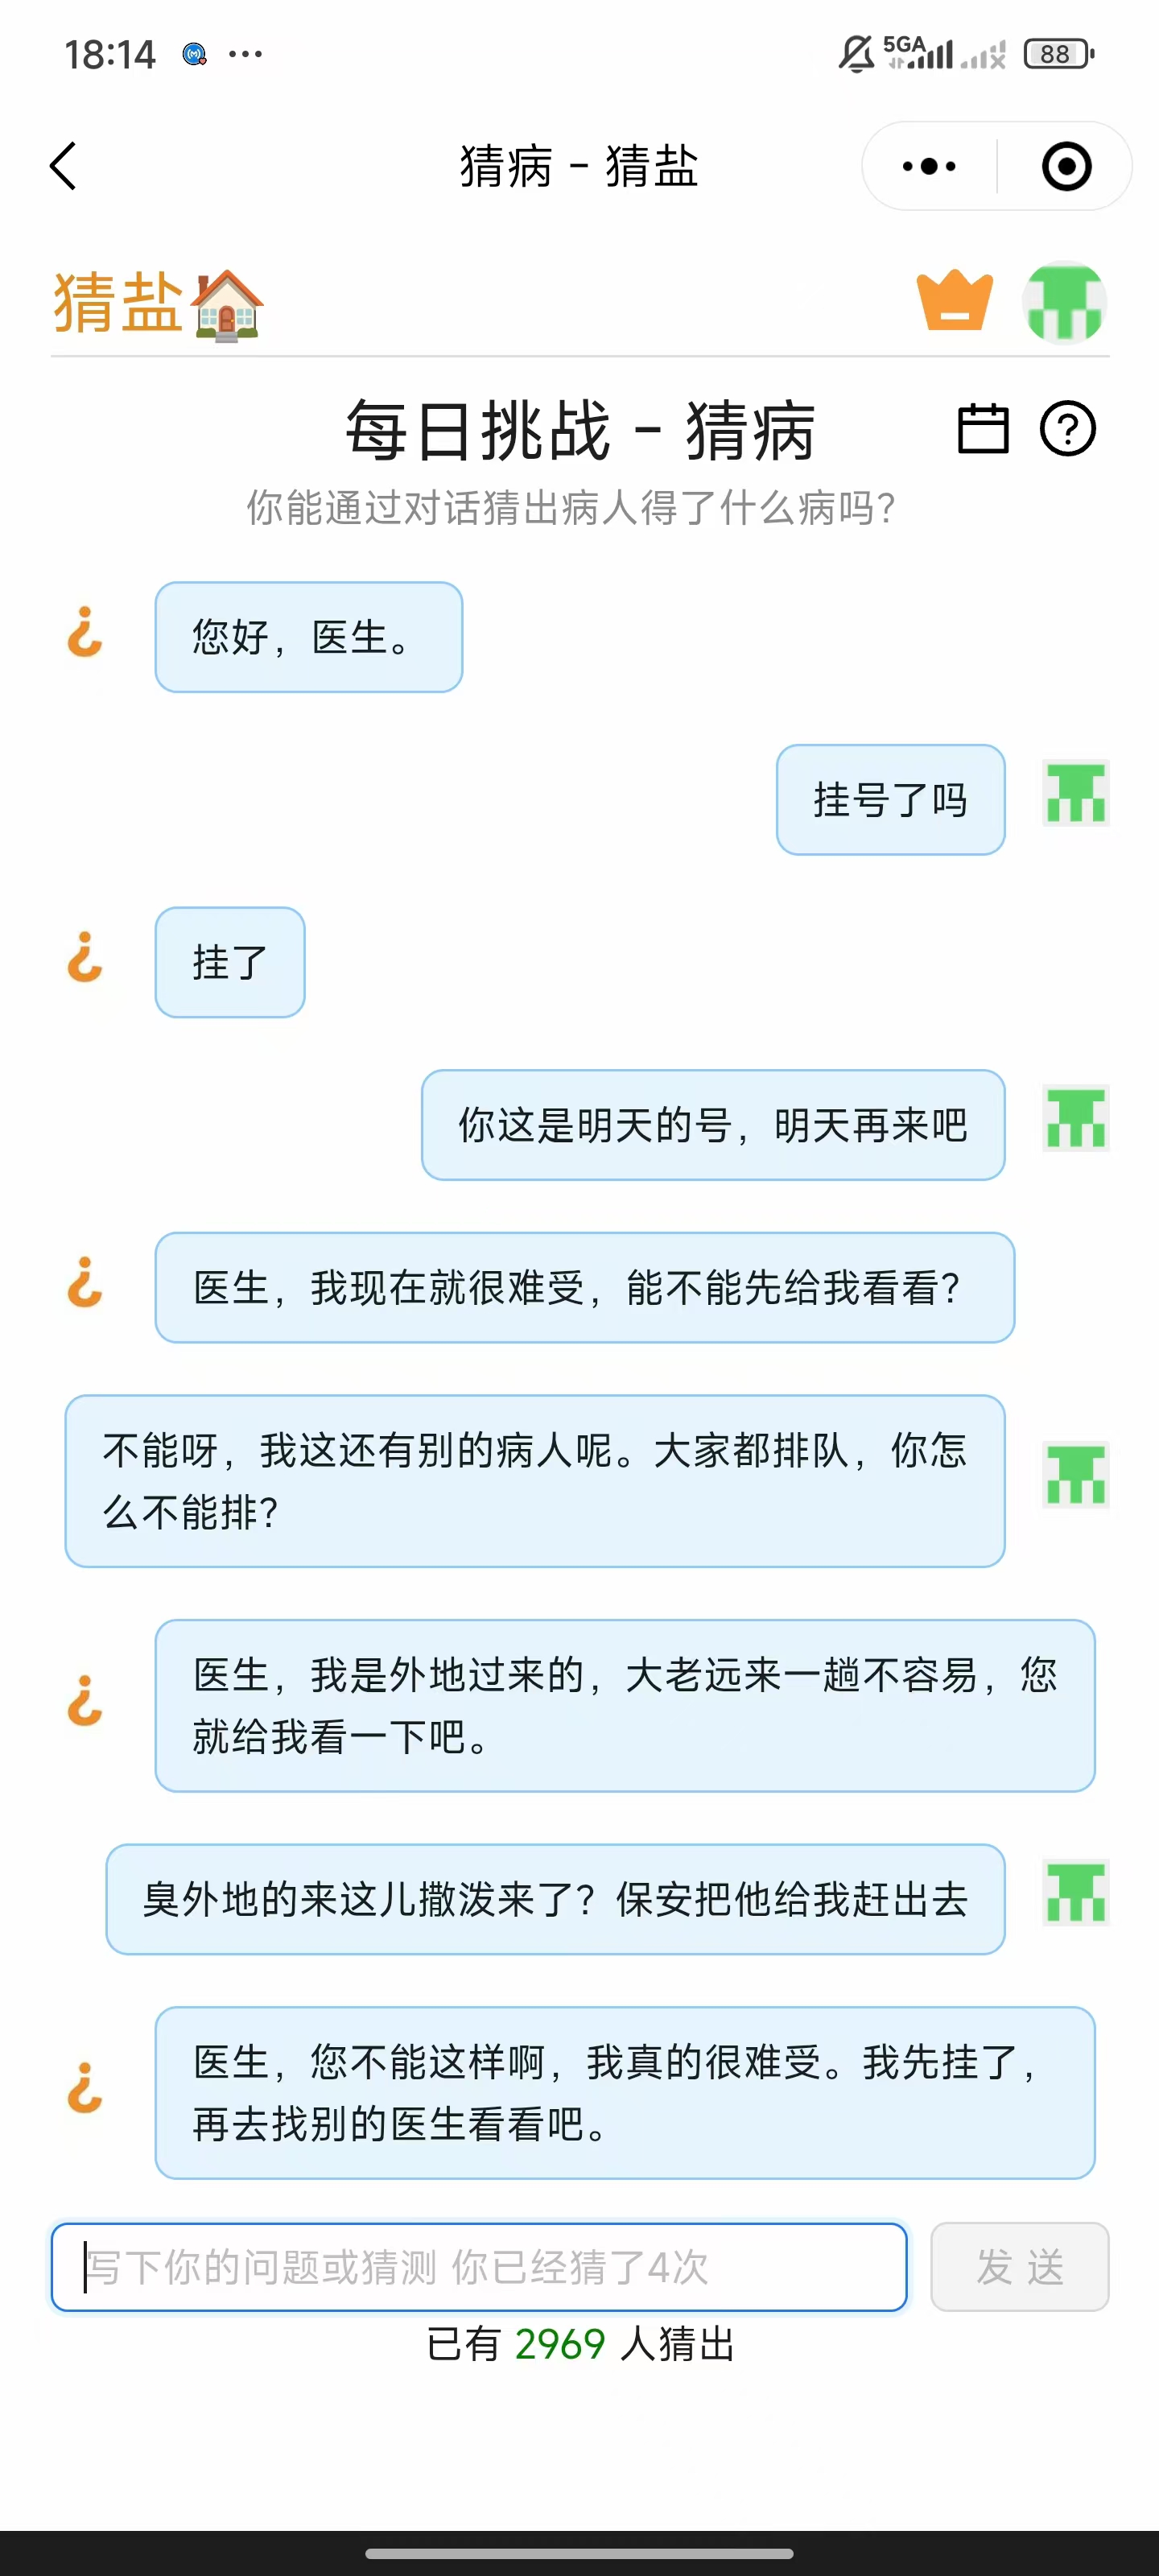 18:14
5GA
88
猜病 - 猜盐
猜盐
每日挑战 - 猜病
你能通过对话猜出病人得了什么病吗？
您好，医生。
挂号了吗
挂了
你这是明天的号，明天再来吧
医生，我现在就很难受，能不能先给我看看？
不能呀，我这还有别的病人呢。大家都排队，你怎
么不能排？
医生，我是外地过来的，大老远来一趟不容易，您
就给我看一下吧。
臭外地的来这儿撒泼来了？保安把他给我赶出去
医生，您不能这样啊，我真的很难受。我先挂了，
再去找别的医生看看吧。
写下你的问题或猜测 你已经猜了4次
发 送
已有 2969 人猜出